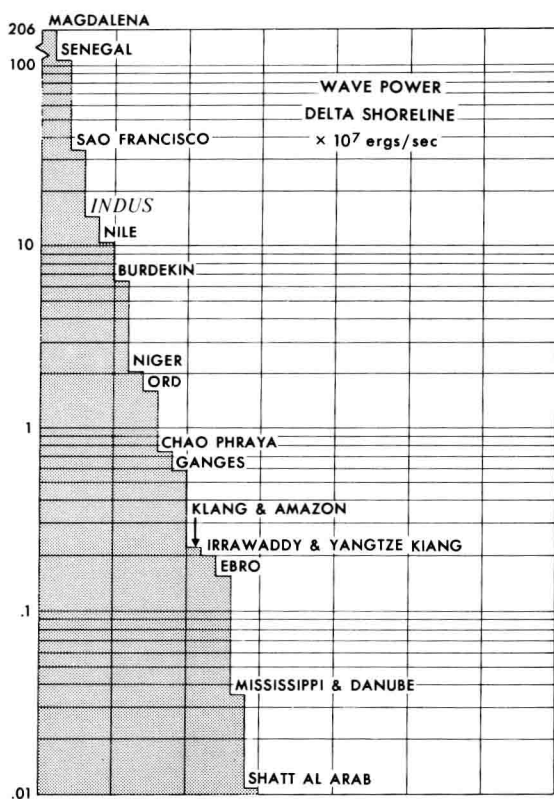 206
MAGDALENA
SENEGAL
100
WAVE POWER
DELTA SHORELINE
× 10⁷ ergs/sec
SAO FRANCISCO
INDUS
NILE
10
BURDEKIN
NIGER
ORD
1
CHAO PHRAYA
GANGES
KLANG & AMAZON
IRRAWADDY & YANGTZE KIANG
EBRO
.1
MISSISSIPPI & DANUBE
SHATT AL ARAB
.01